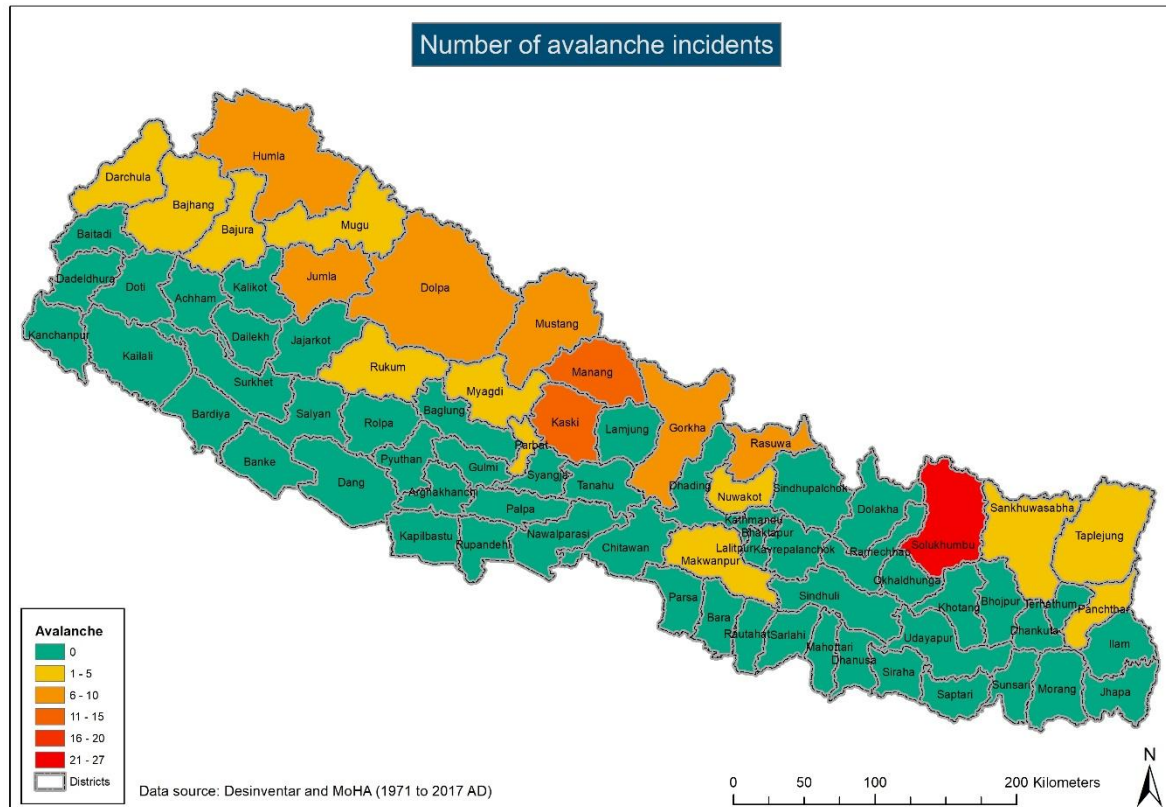 Number of avalanche incidents
Humla
Darchula
Bajhang
Mugu
Bajura
Baitadi
Dadeldhura
Doti
Achham
Kalikot
Jumla
Dolpa
Mustang
Kanchanpur
Dailekh
Jajarkot
Kailali
Surkhet
Rukum
Myagdi
Manang
Bardiya
Salyan
Rolpa
Baglung
Kaski
Lamjung
Gorkha
Rasuwa
Parbat
Banke
Pyuthan
Gulmi
Syangja
Dang
Arghakhanchi
Tanahu
Dhading
Nuwakot
Sindhupalchok
Dolakha
Sankhuwasabha
Taplejung
Palpa
Kathmandu
Bhaktapur
Kapilbastu
Rupandehi
Nawalparasi
Chitawan
Makwanpur
Lalitpur
Kavrepalanchok
Ramechhap
Solukhumbu
Okhaldhunga
Parsa
Bara
Rautahat
Sarlahi
Sindhuli
Khotang
Bhojpur
Terhathum
Panchthar
Mahottari
Dhanusa
Siraha
Udayapur
Dhankuta
Ilam
Saptari
Sunsari
Morang
Jhapa
Avalanche
0
1 - 5
6 - 10
11 - 15
16 - 20
21 - 27
Districts
Data source: Desinventar and MoHA (1971 to 2017 AD)
0 50 100 200 Kilometers
N